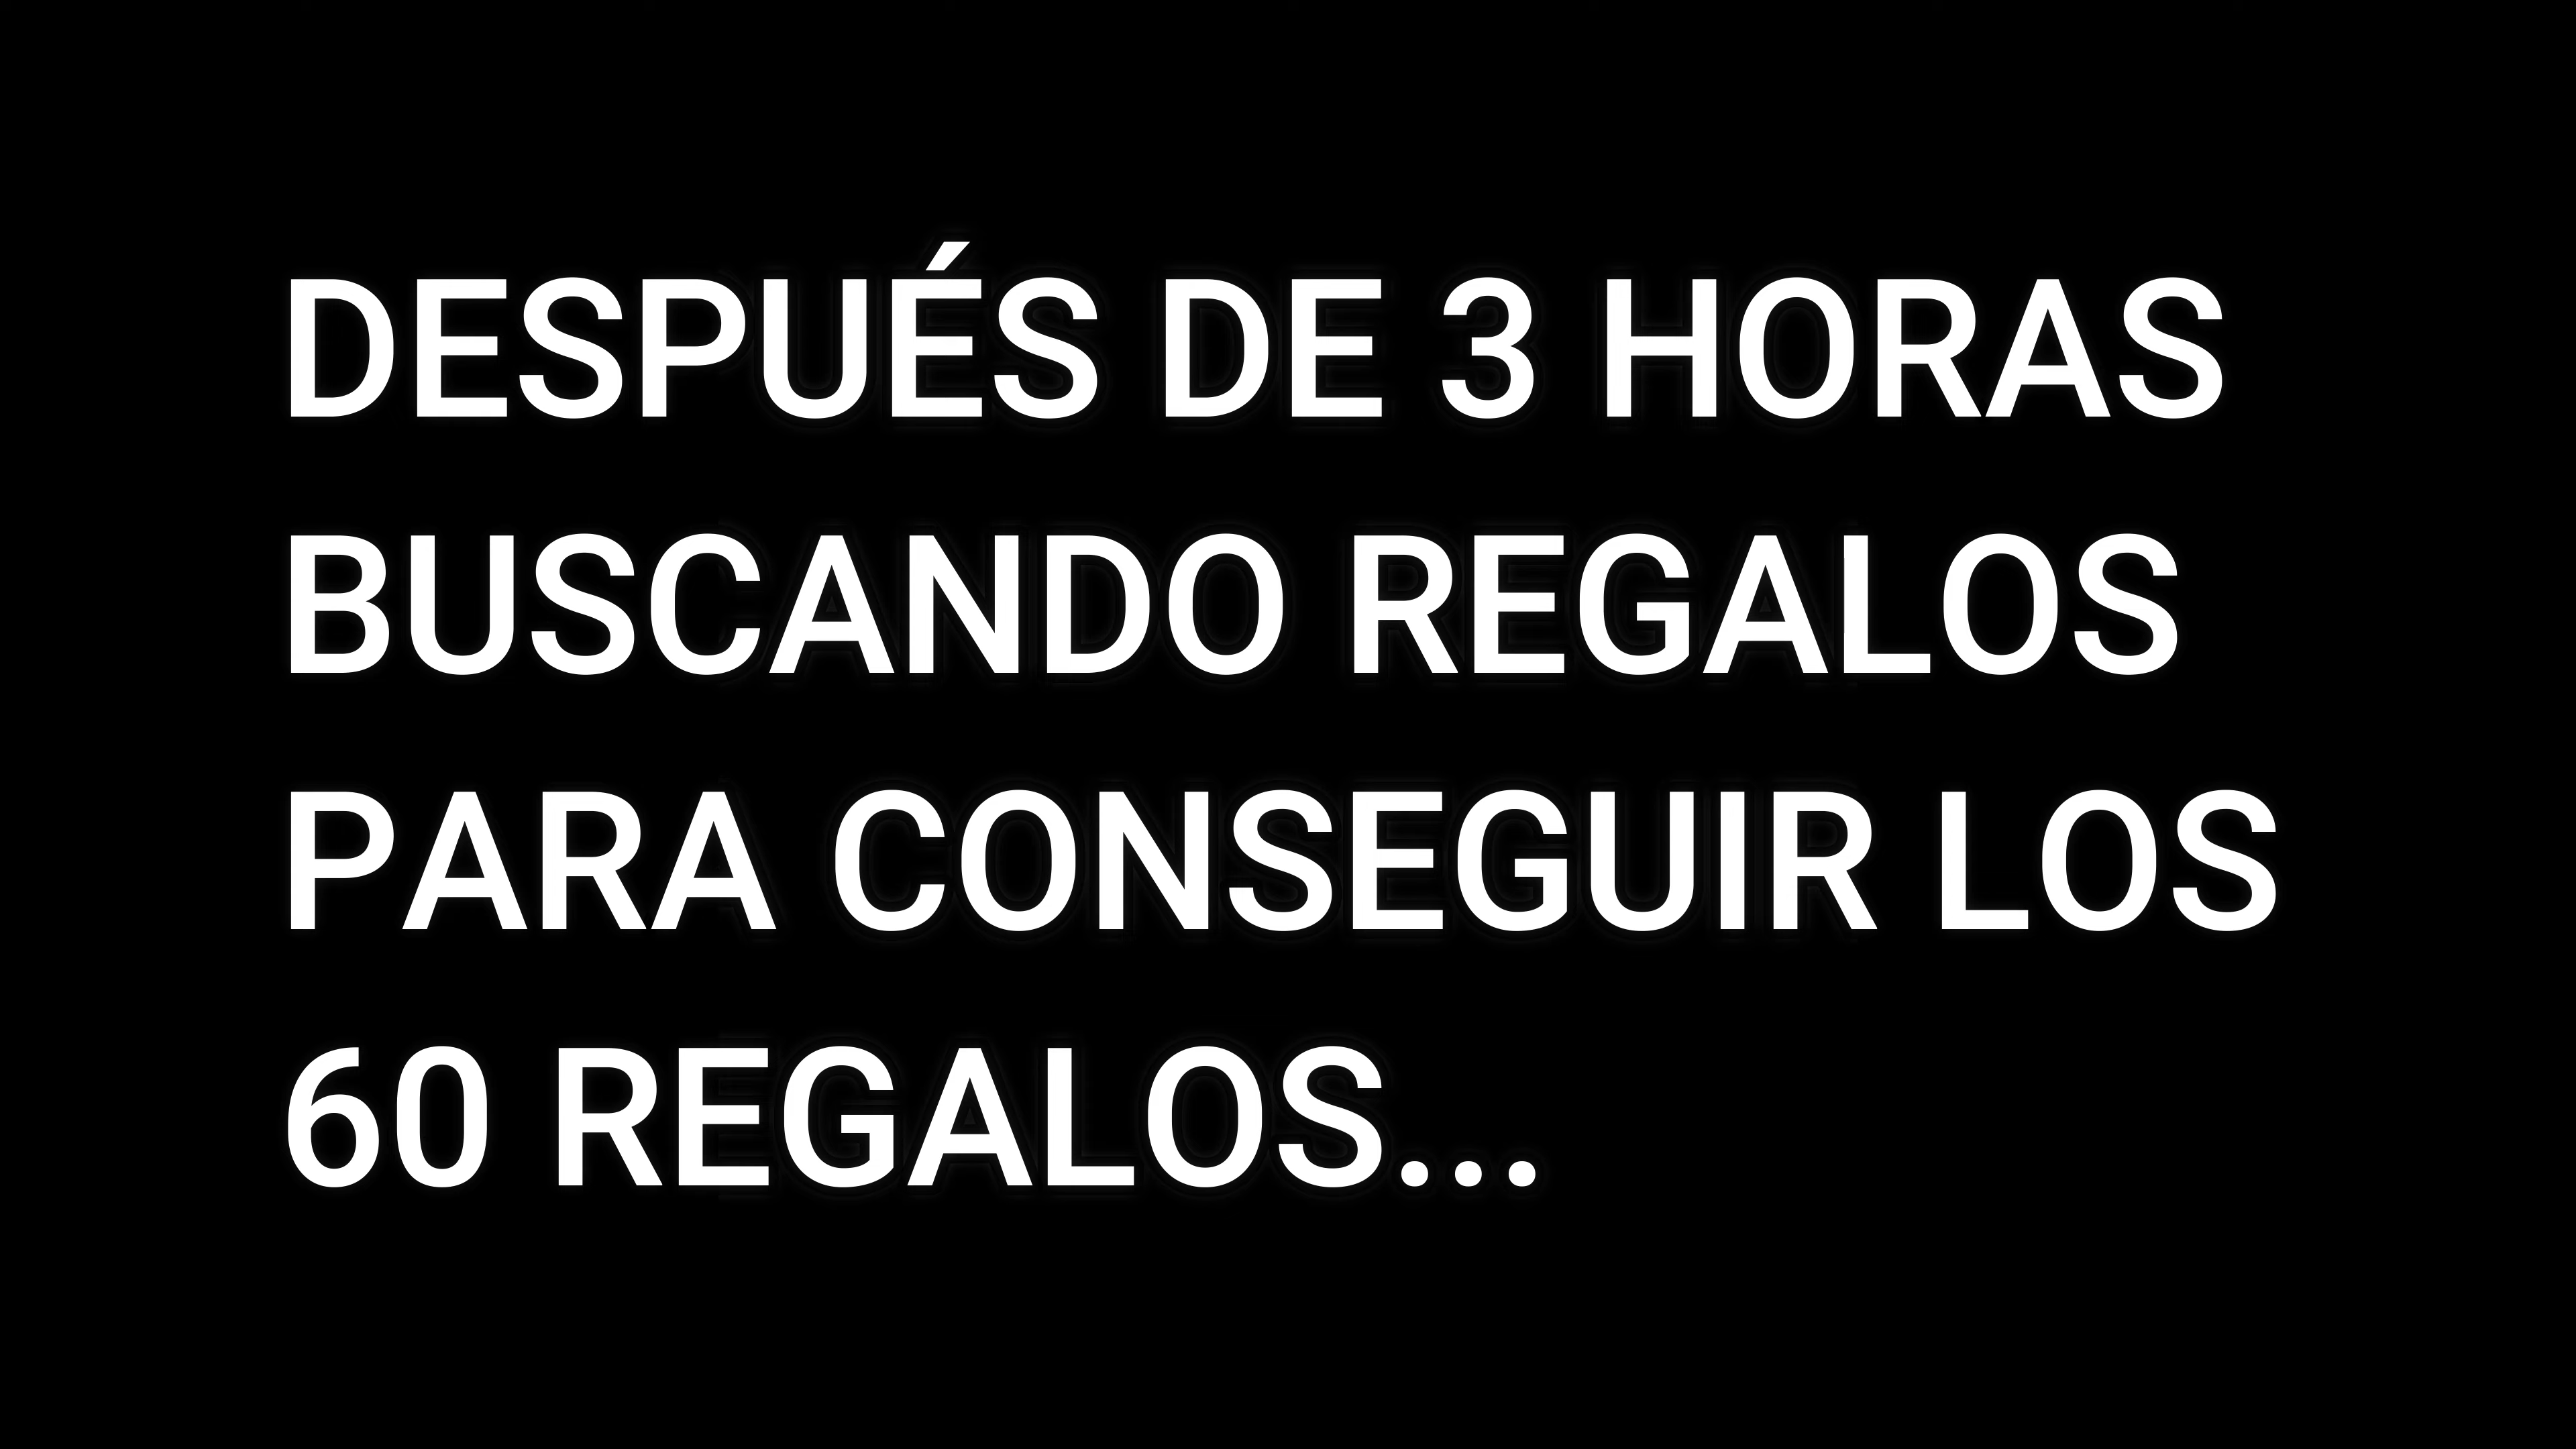 DESPUÉS DE 3 HORAS
BUSCANDO REGALOS
PARA CONSEGUIR LOS
60 REGALOS...